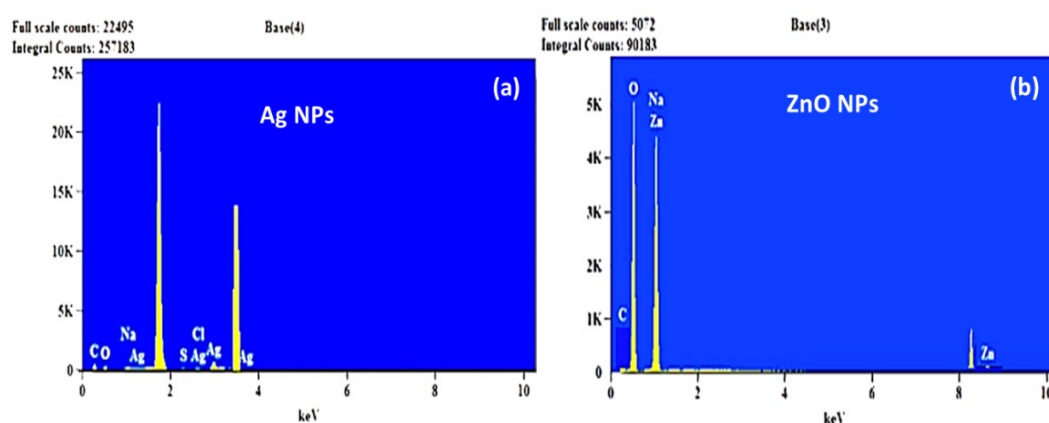 Full scale counts: 22495
Integral Counts: 257183
Base(4)
(a)
Ag NPs
25K
20K
15K
10K
5K
0
C O
Na
Ag
S
Cl
Ag
Ag
Ag
0 2 4 6 8 10
keV
Full scale counts: 5072
Integral Counts: 90183
Base(3)
(b)
ZnO NPs
5K
4K
3K
2K
1K
0
C
O
Na
Zn
Zn
0 2 4 6 8 10
keV